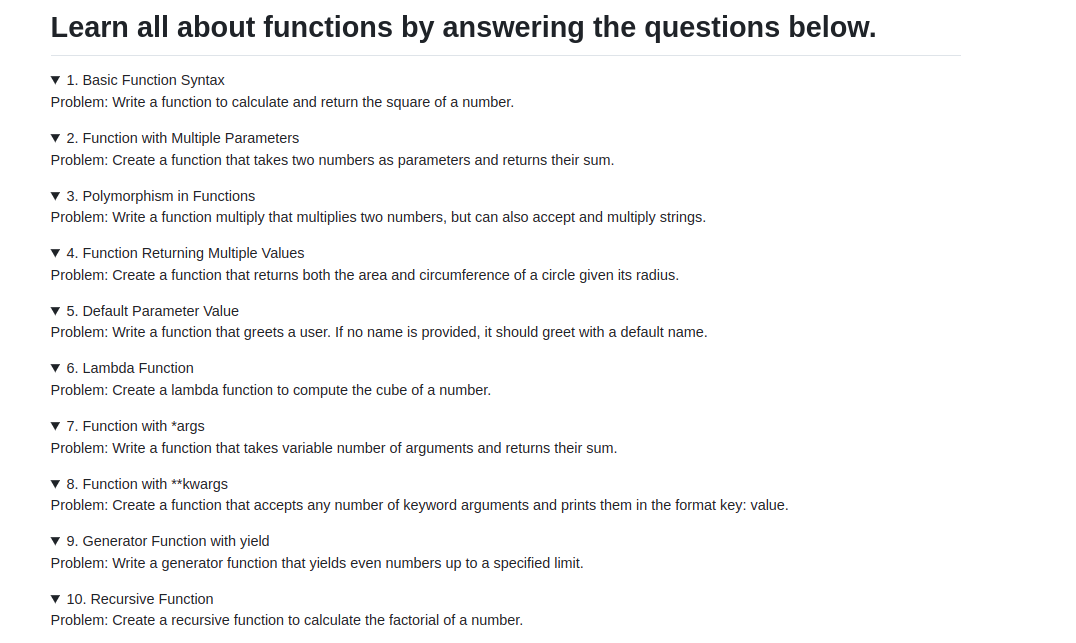 Learn all about functions by answering the questions below.
▼ 1. Basic Function Syntax
Problem: Write a function to calculate and return the square of a number.
▼ 2. Function with Multiple Parameters
Problem: Create a function that takes two numbers as parameters and returns their sum.
▼ 3. Polymorphism in Functions
Problem: Write a function multiply that multiplies two numbers, but can also accept and multiply strings.
▼ 4. Function Returning Multiple Values
Problem: Create a function that returns both the area and circumference of a circle given its radius.
▼ 5. Default Parameter Value
Problem: Write a function that greets a user. If no name is provided, it should greet with a default name.
▼ 6. Lambda Function
Problem: Create a lambda function to compute the cube of a number.
▼ 7. Function with *args
Problem: Write a function that takes variable number of arguments and returns their sum.
▼ 8. Function with **kwargs
Problem: Create a function that accepts any number of keyword arguments and prints them in the format key: value.
▼ 9. Generator Function with yield
Problem: Write a generator function that yields even numbers up to a specified limit.
▼ 10. Recursive Function
Problem: Create a recursive function to calculate the factorial of a number.